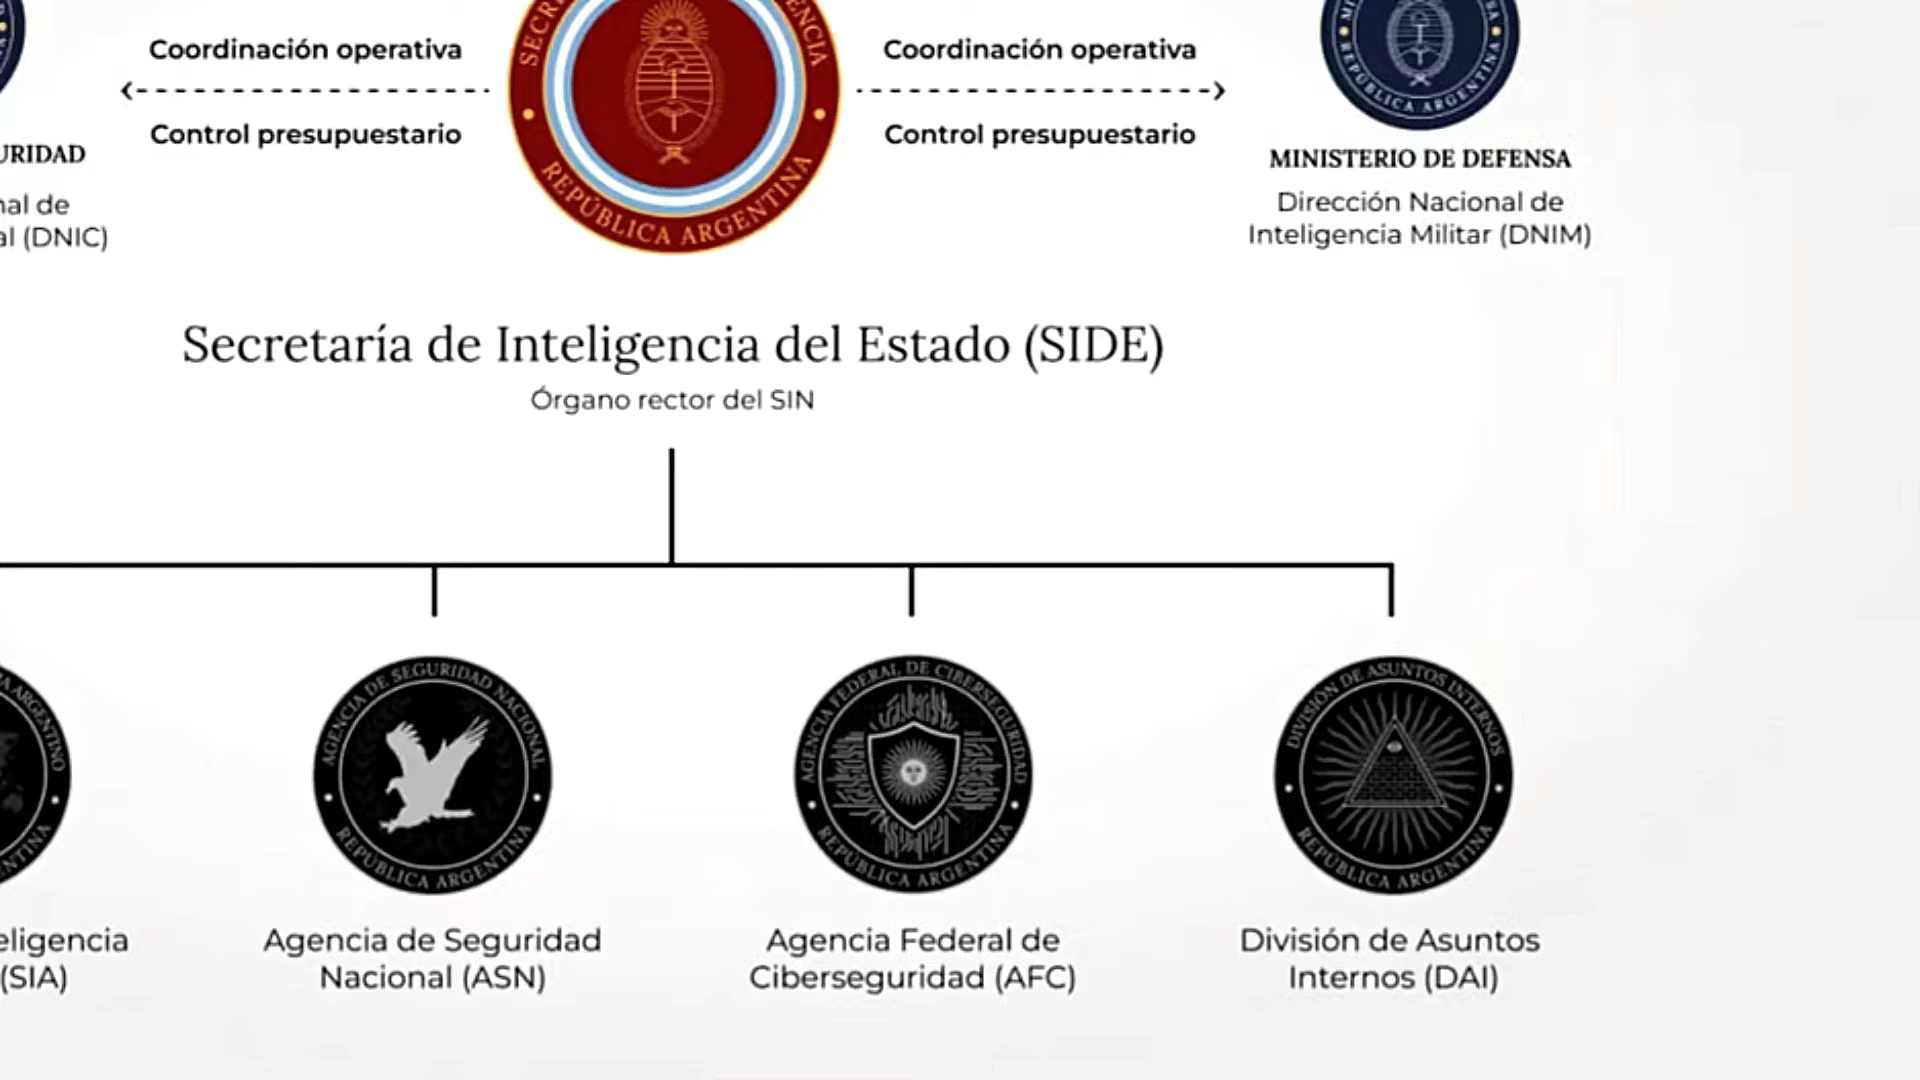 Coordinación operativa
Control presupuestario
REPÚBLICA ARGENTINA
Coordinación operativa
Control presupuestario
REPÚBLICA ARGENTINA
URIDAD
nal de
al (DNIC)
MINISTERIO DE DEFENSA
Dirección Nacional de
Inteligencia Militar (DNIM)
Secretaría de Inteligencia del Estado (SIDE)
Órgano rector del SIN
ARGENTINO
AGENCIA DE SEGURIDAD NACIONAL
REPÚBLICA ARGENTINA
AGENCIA FEDERAL DE CIBERSEGURIDAD
REPÚBLICA ARGENTINA
DIVISIÓN DE ASUNTOS INTERNOS
REPÚBLICA ARGENTINA
eligencia
(SIA)
Agencia de Seguridad
Nacional (ASN)
Agencia Federal de
Ciberseguridad (AFC)
División de Asuntos
Internos (DAI)